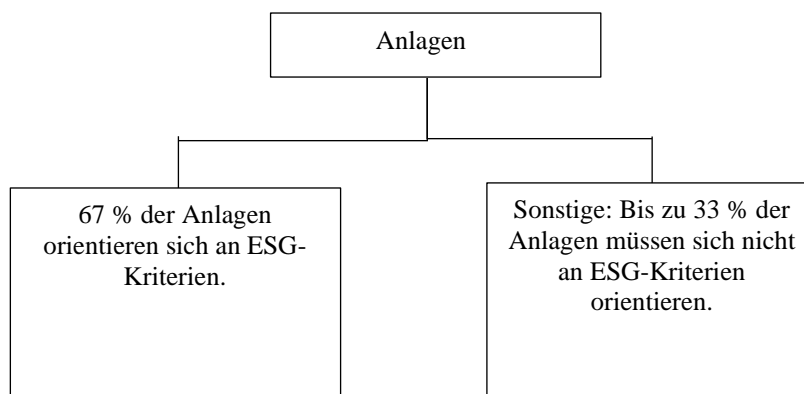 Anlagen
67 % der Anlagen
orientieren sich an ESG-
Kriterien.
Sonstige: Bis zu 33 % der
Anlagen müssen sich nicht
an ESG-Kriterien
orientieren.